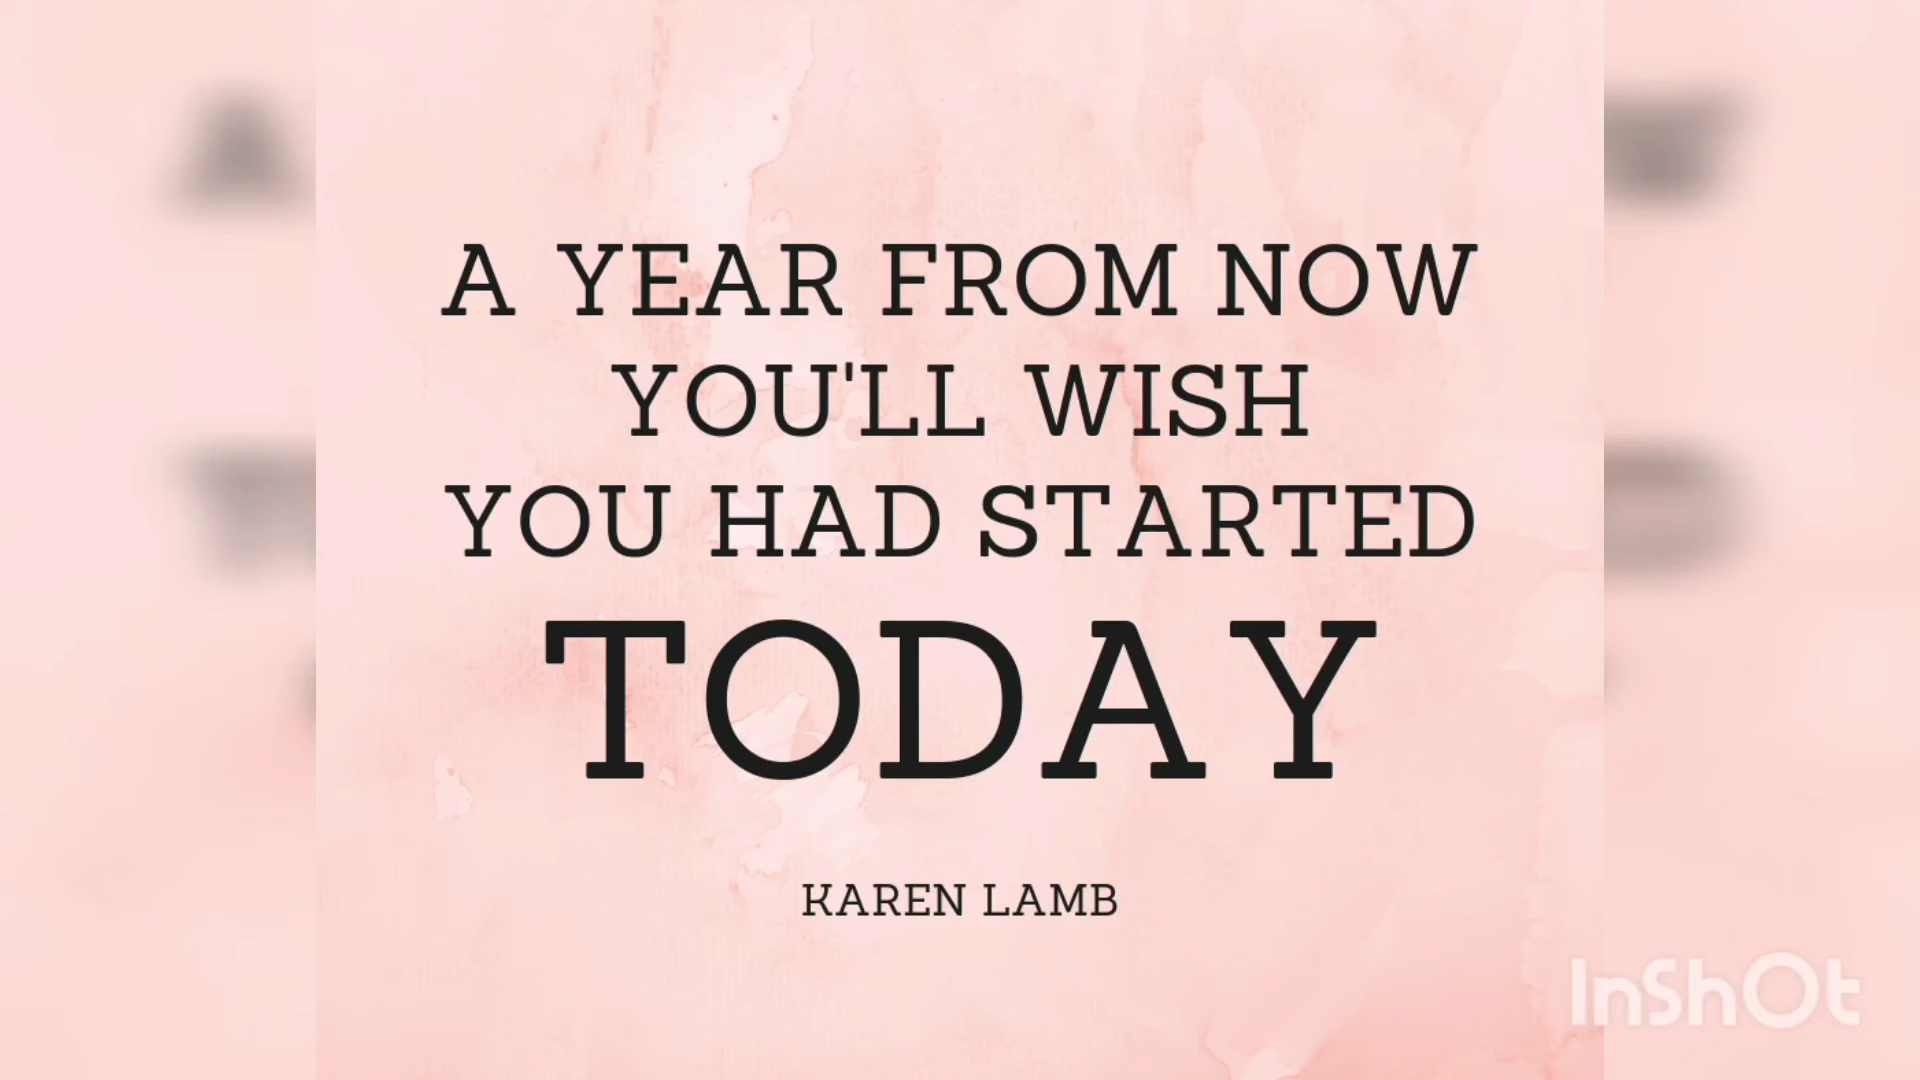 A YEAR FROM NOW
YOU'LL WISH
YOU HAD STARTED
TODAY
KAREN LAMB
InShOt